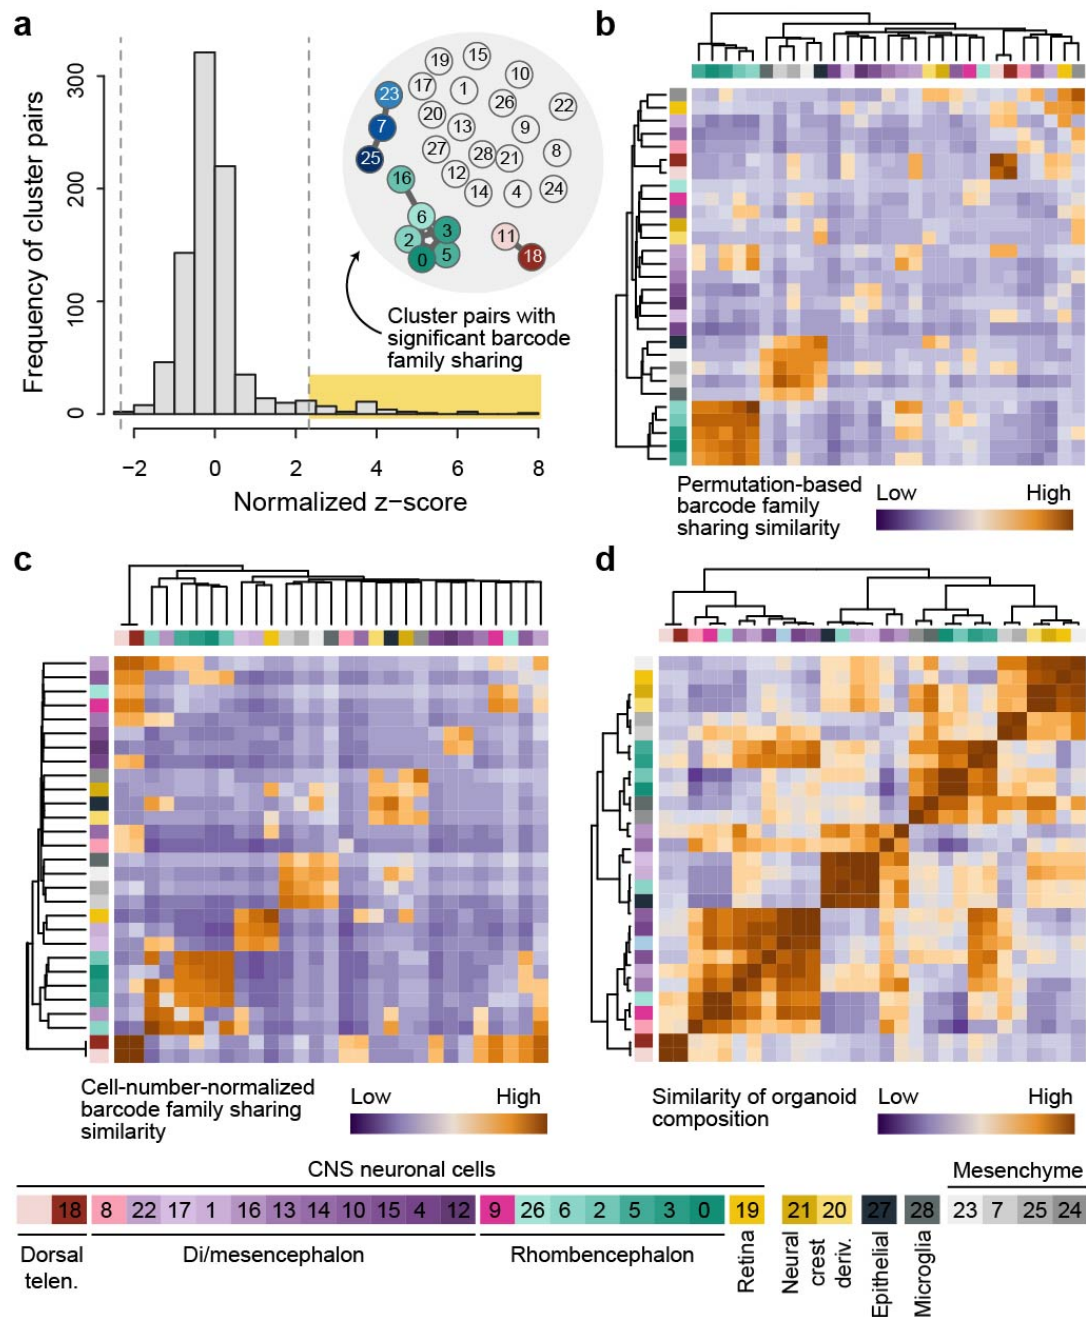 a
Frequency of cluster pairs
0
100
200
300
−2
0
2
4
6
8
Normalized z−score
15
19
10
17
1
23
26
22
20
7
13
9
27
28
21
8
25
12
16
14
4
24
6
3
11
2
0
5
18
Cluster pairs with
significant barcode
family sharing
b
Permutation-based
barcode family
sharing similarity
Low
High
c
Cell-number-normalized
barcode family sharing
similarity
Low
High
d
Similarity of organoid
composition
Low
High
CNS neuronal cells
Mesenchyme
18 8 22 17 1 16 13 14 10 15 4 12 9 26 6 2 5 3 0 19 21 20 27 28 23 7 25 24
Dorsal
telen.
Di/mesencephalon
Rhombencephalon
Retina
Neural
crest
deriv.
Epithelial
Microglia